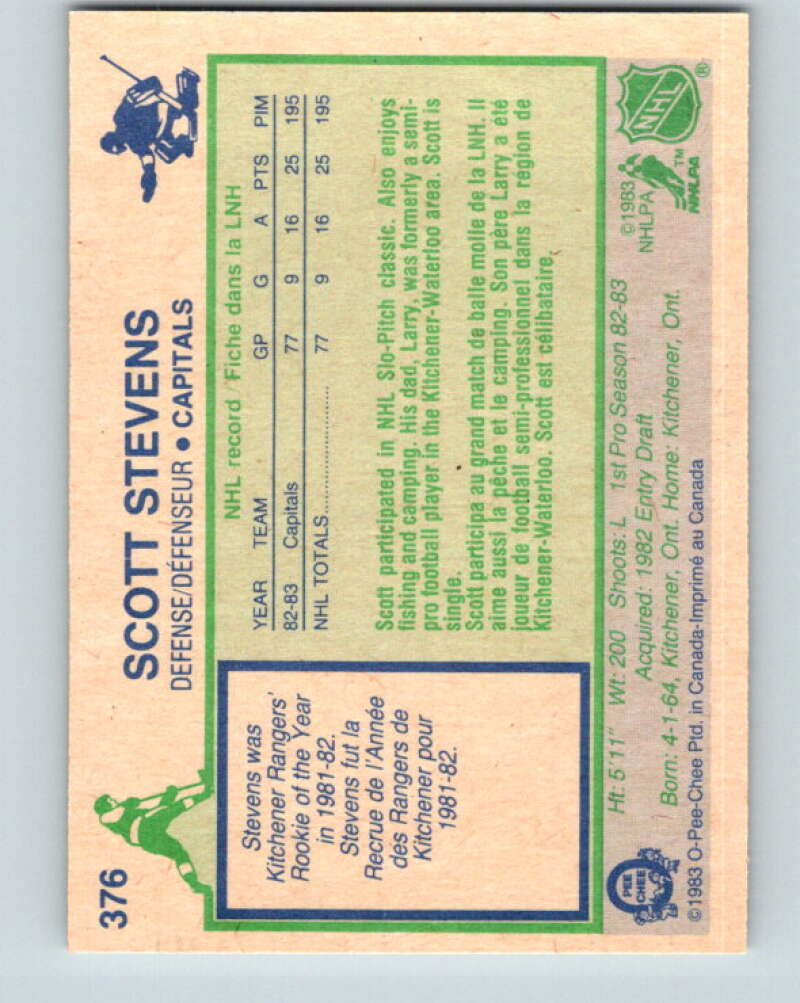 376
SCOTT STEVENS
DEFENSE/DÉFENSEUR • CAPITALS
Stevens was
Kitchener Rangers'
Rookie of the Year
in 1981-82.
Stevens fut la
Recrue de l'Année
des Rangers de
Kitchener pour
1981-82.
NHL record Fiche dans la LNH
YEAR TEAM GP G A PTS PIM
82-83 Capitals 77 9 16 25 195
NHL TOTALS 77 9 16 25 195
Scott participated in NHL Slo-Pitch classic. Also enjoys
fishing and camping. His dad, Larry, was formerly a semi-
pro football player in the Kitchener-Waterloo area. Scott is
single.
Scott participa au grand match de balle molle de la LNH. Il
aime aussi la pêche et le camping. Son père Larry a été
joueur de football semi-professionnel dans la région de
Kitchener-Waterloo. Scott est célibataire.
PEE
CHEE
Ht: 5'11" Wt: 200 Shoots: L 1st Pro Season 82-83
Acquired: 1982 Entry Draft
Born: 4-1-64, Kitchener, Ont. Home: Kitchener, Ont.
©1983 O-Pee-Chee Ptd. in Canada-Imprimé au Canada
©1983
NHLPA
NHL
®
TM
NHLPA